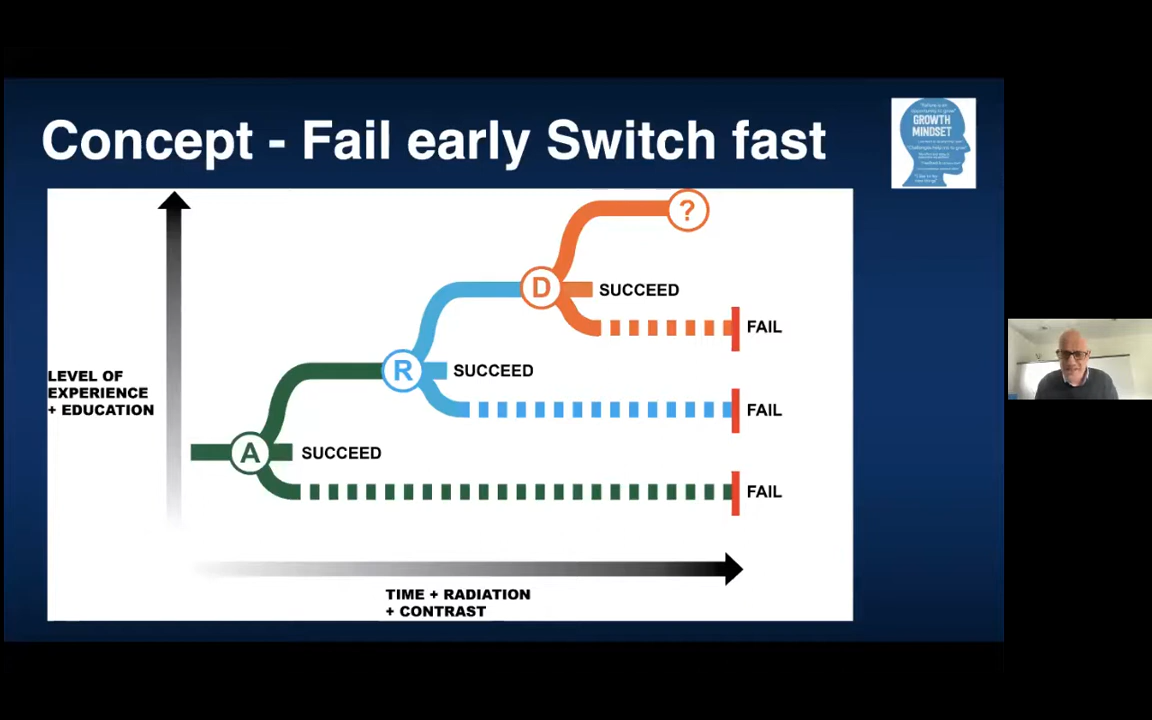 Concept - Fail early Switch fast
GROWTH
MINDSET
?
D
SUCCEED
FAIL
R
SUCCEED
FAIL
LEVEL OF
EXPERIENCE
+ EDUCATION
A
SUCCEED
FAIL
TIME + RADIATION
+ CONTRAST